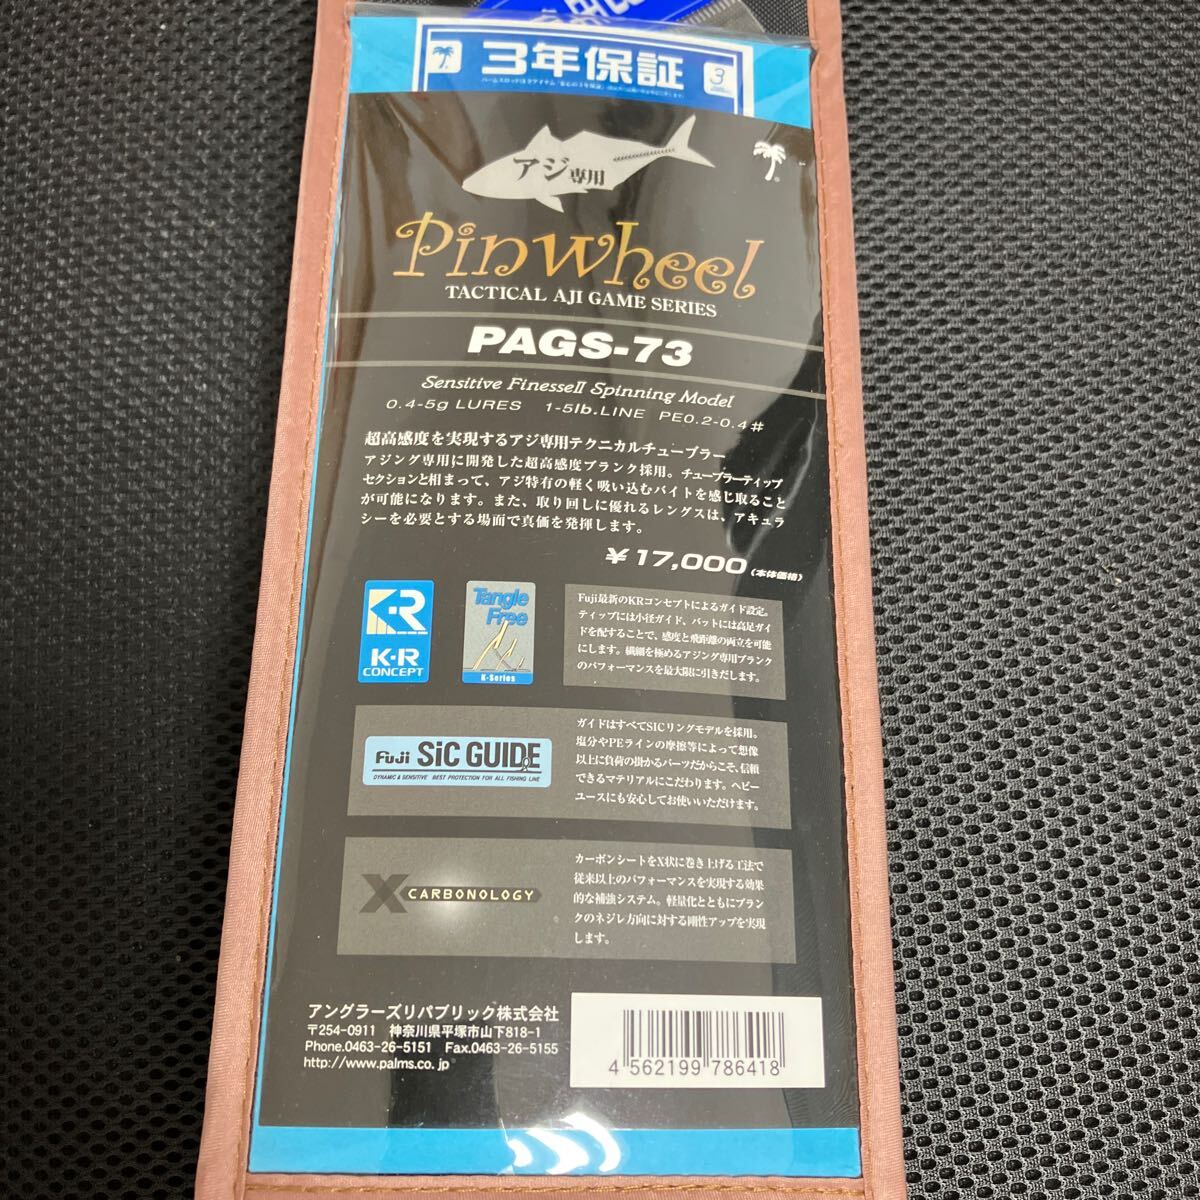 3年保証
3
アジ専用
Pinwheel
TACTICAL AJI GAME SERIES
PAGS-73
Sensitive FinesseII Spinning Model
0.4-5g LURES 1-5lb.LINE PE0.2-0.4#
超高感度を実現するアジ専用テクニカルチューブラー
アジング専用に開発した超高感度ブランク採用。チューブラーティップ
セクションと相まって、アジ特有の軽く吸い込むバイトを感じ取ること
が可能になります。また、取り回しに優れるレングスは、アキュラ
シーを必要とする場面で真価を発揮します。
¥17,000(本体価格)
K-R
K・R
CONCEPT
Tangle
Free
K-Series
Fuji最新のKRコンセプトによるガイド設定。
ティップには小径ガイド、バットには高足ガイ
ドを配することで、感度と飛距離の両立を可能
にします。繊細を極めるアジング専用ブランク
のパフォーマンスを最大限に引きだします。
Fuji SiC GUIDE
DYNAMIC & SENSITIVE BEST PROTECTION FOR ALL FISHING LINE
ガイドはすべてSICリングモデルを採用。
塩分やPEラインの摩擦等によって想像
以上に負荷の掛かるパーツだからこそ、信頼
できるマテリアルにこだわります。ヘビー
ユースにも安心してお使いいただけます。
X CARBONOLOGY
カーボンシートをX状に巻き上げる工法で
従来以上のパフォーマンスを実現する効果
的な補強システム。軽量化とともにブラン
クのネジレ方向に対する剛性アップを実現
します。
アングラーズリパブリック株式会社
〒254-0911 神奈川県平塚市山下818-1
Phone.0463-26-5151 Fax.0463-26-5155
http://www.palms.co.jp
4 562199 786418